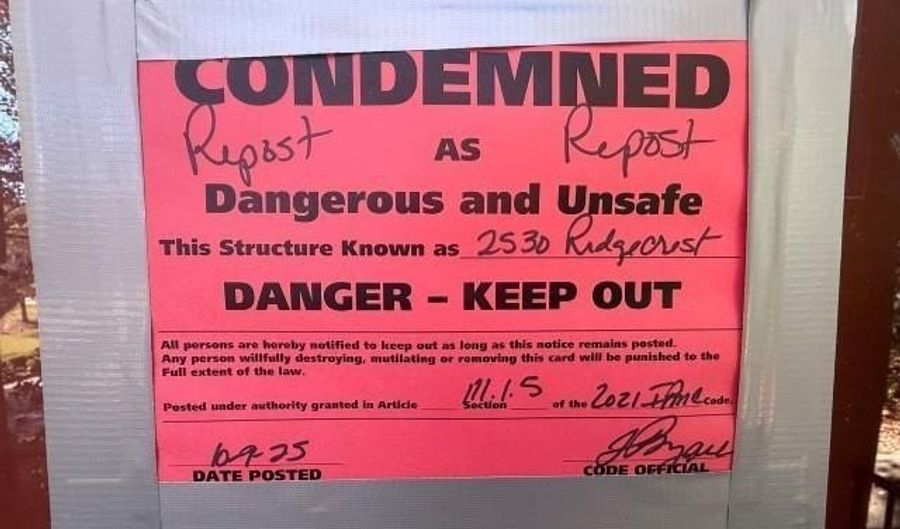 CONDEMNED
Repost AS Repost
Dangerous and Unsafe
This Structure Known as 2530 Ridgecrest
DANGER – KEEP OUT
All persons are hereby notified to keep out as long as this notice remains posted.
Any person willfully destroying, mutilating or removing this card will be punished to the
Full extent of the law.
Posted under authority granted in Article Section 111.1.5 of the 2021 IPMC Code.
10-9-25
DATE POSTED CODE OFFICIAL